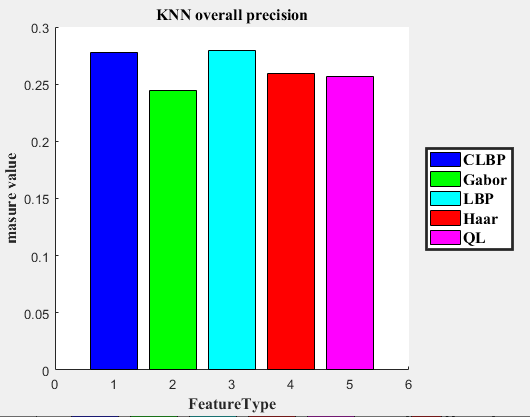 KNN overall precision
0.3
0.25
0.2
0.15
0.1
0.05
0
masure value
0 1 2 3 4 5 6
FeatureType
CLBP
Gabor
LBP
Haar
QL